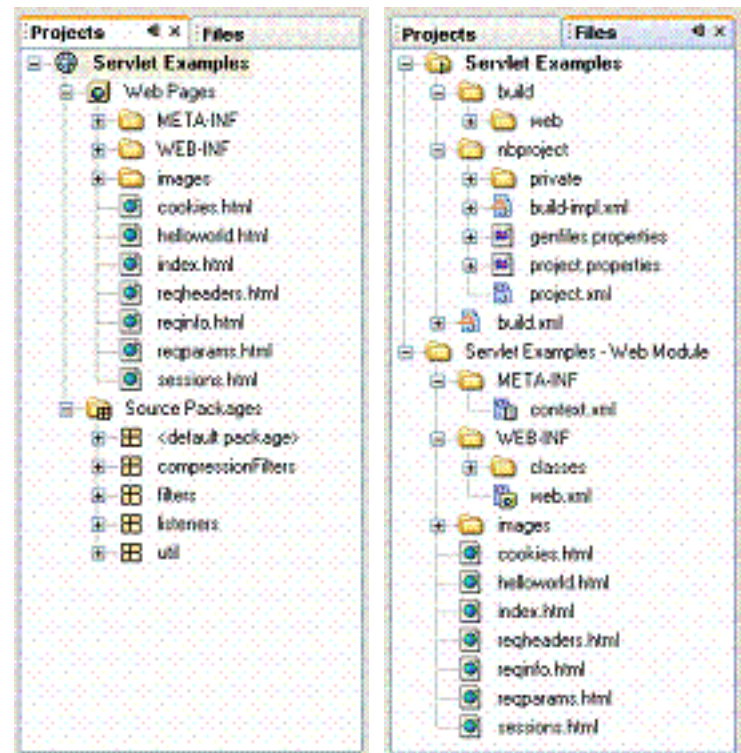 Projects Files
Servlet Examples
Web Pages
META-INF
WEB-INF
images
cookies.html
helloworld.html
index.html
reqheaders.html
reqinfo.html
reqparams.html
sessions.html
Source Packages
<default package>
compressionFilters
filters
listeners
util
Projects Files
Servlet Examples
build
web
nbproject
private
build-impl.xml
genfiles.properties
project.properties
project.xml
build.xml
Servlet Examples - Web Module
META-INF
context.xml
WEB-INF
classes
web.xml
images
cookies.html
helloworld.html
index.html
reqheaders.html
reqinfo.html
reqparams.html
sessions.html